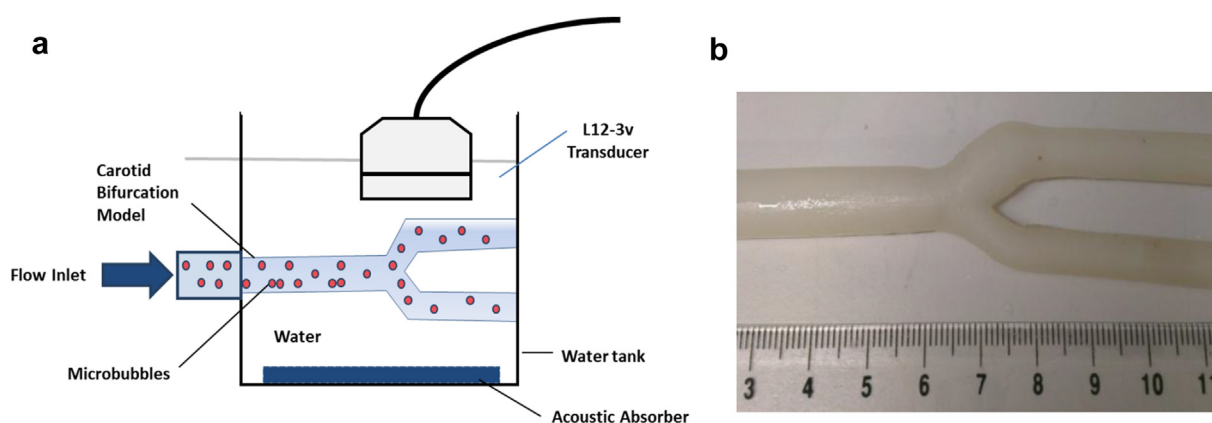 a
b
L12-3v
Transducer
Carotid
Bifurcation
Model
Flow Inlet
Water
Microbubbles
Water tank
Acoustic Absorber
3 4 5 6 7 8 9 10